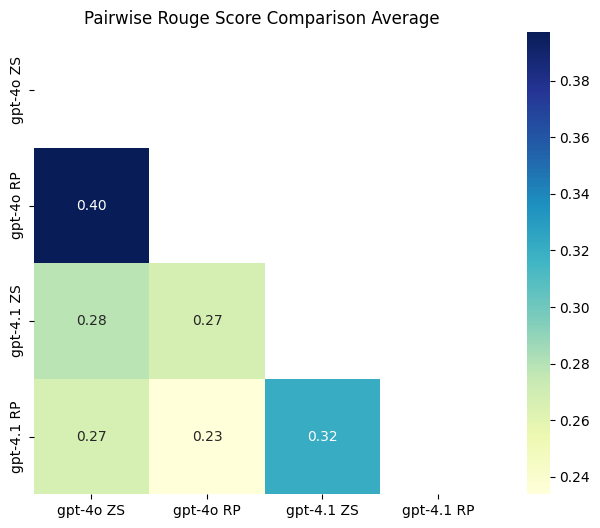 Pairwise Rouge Score Comparison Average
gpt-4o ZS
gpt-4o RP
0.40
gpt-4.1 ZS
0.28 0.27
gpt-4.1 RP
0.27 0.23 0.32
gpt-4o ZS gpt-4o RP gpt-4.1 ZS gpt-4.1 RP
0.38
0.36
0.34
0.32
0.30
0.28
0.26
0.24